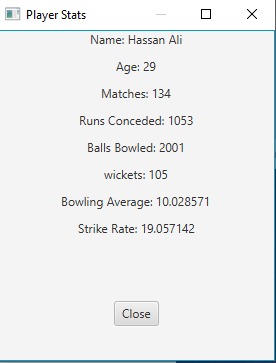 Player Stats
Name: Hassan Ali
Age: 29
Matches: 134
Runs Conceded: 1053
Balls Bowled: 2001
wickets: 105
Bowling Average: 10.028571
Strike Rate: 19.057142
Close